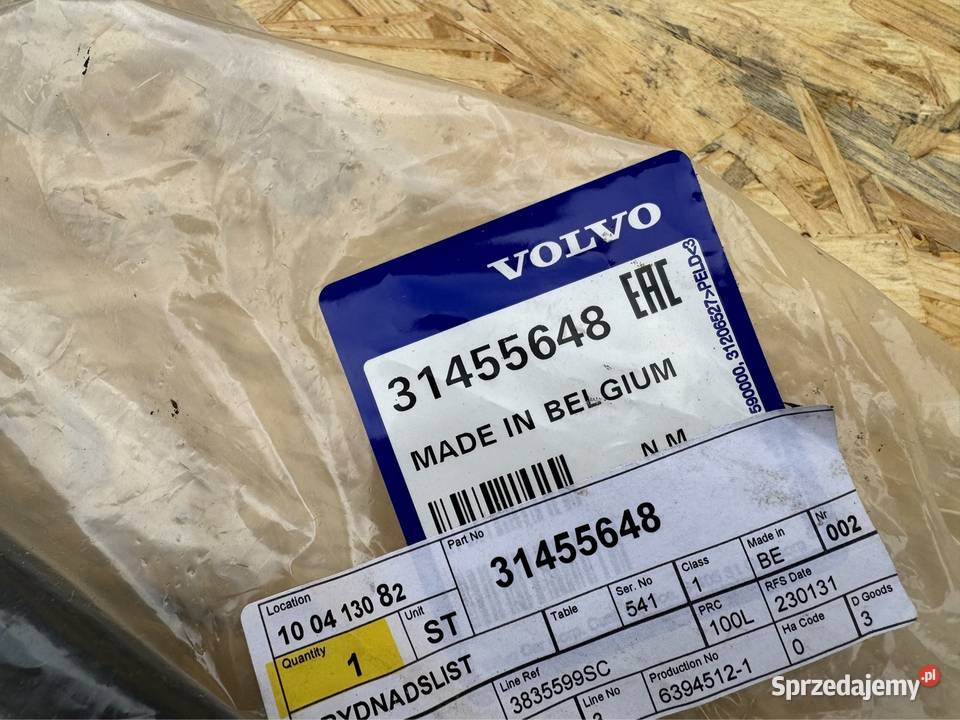 VOLVO
31455648 EAC
MADE IN BELGIUM
590000, 31206527>PELD<3
Part No
31455648
Location
10 04 130 82
Unit
ST
Table
Ser. No
541
Class
1
Made in
BE
Nr
002
Quantity
1
Line Ref
3835599SC
PRC
100L
RFS Date
230131
D Goods
3
Line No
Production No
6394512-1
Ha Code
0
Sprzedajemy.pl